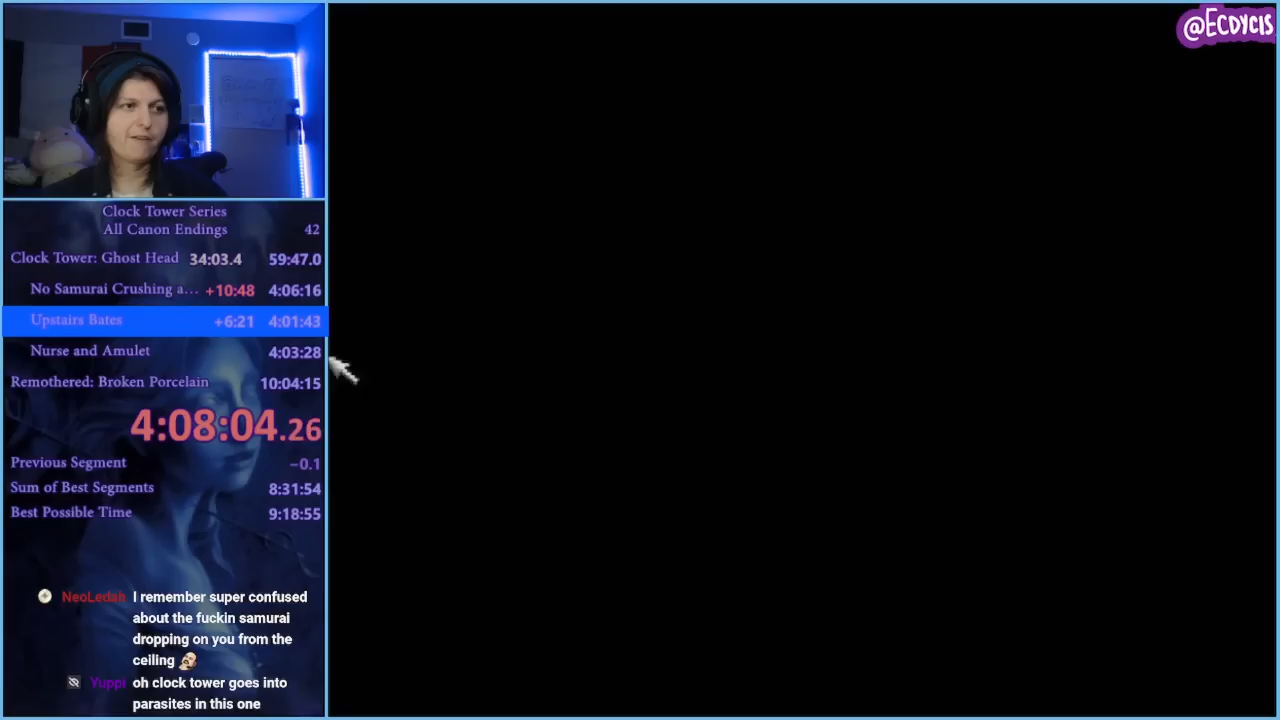 @ECDYCIS
Clock Tower Series
All Canon Endings 42
Clock Tower: Ghost Head 34:03.4 59:47.0
No Samurai Crushing a... +10:48 4:06:16
Upstairs Bates +6:21 4:01:43
Nurse and Amulet 4:03:28
Remothered: Broken Porcelain 10:04:15
4:08:04.26
Previous Segment −0.1
Sum of Best Segments 8:31:54
Best Possible Time 9:18:55
NeoLedah I remember super confused
about the fuckin samurai
dropping on you from the
ceiling
Yuppi oh clock tower goes into
parasites in this one